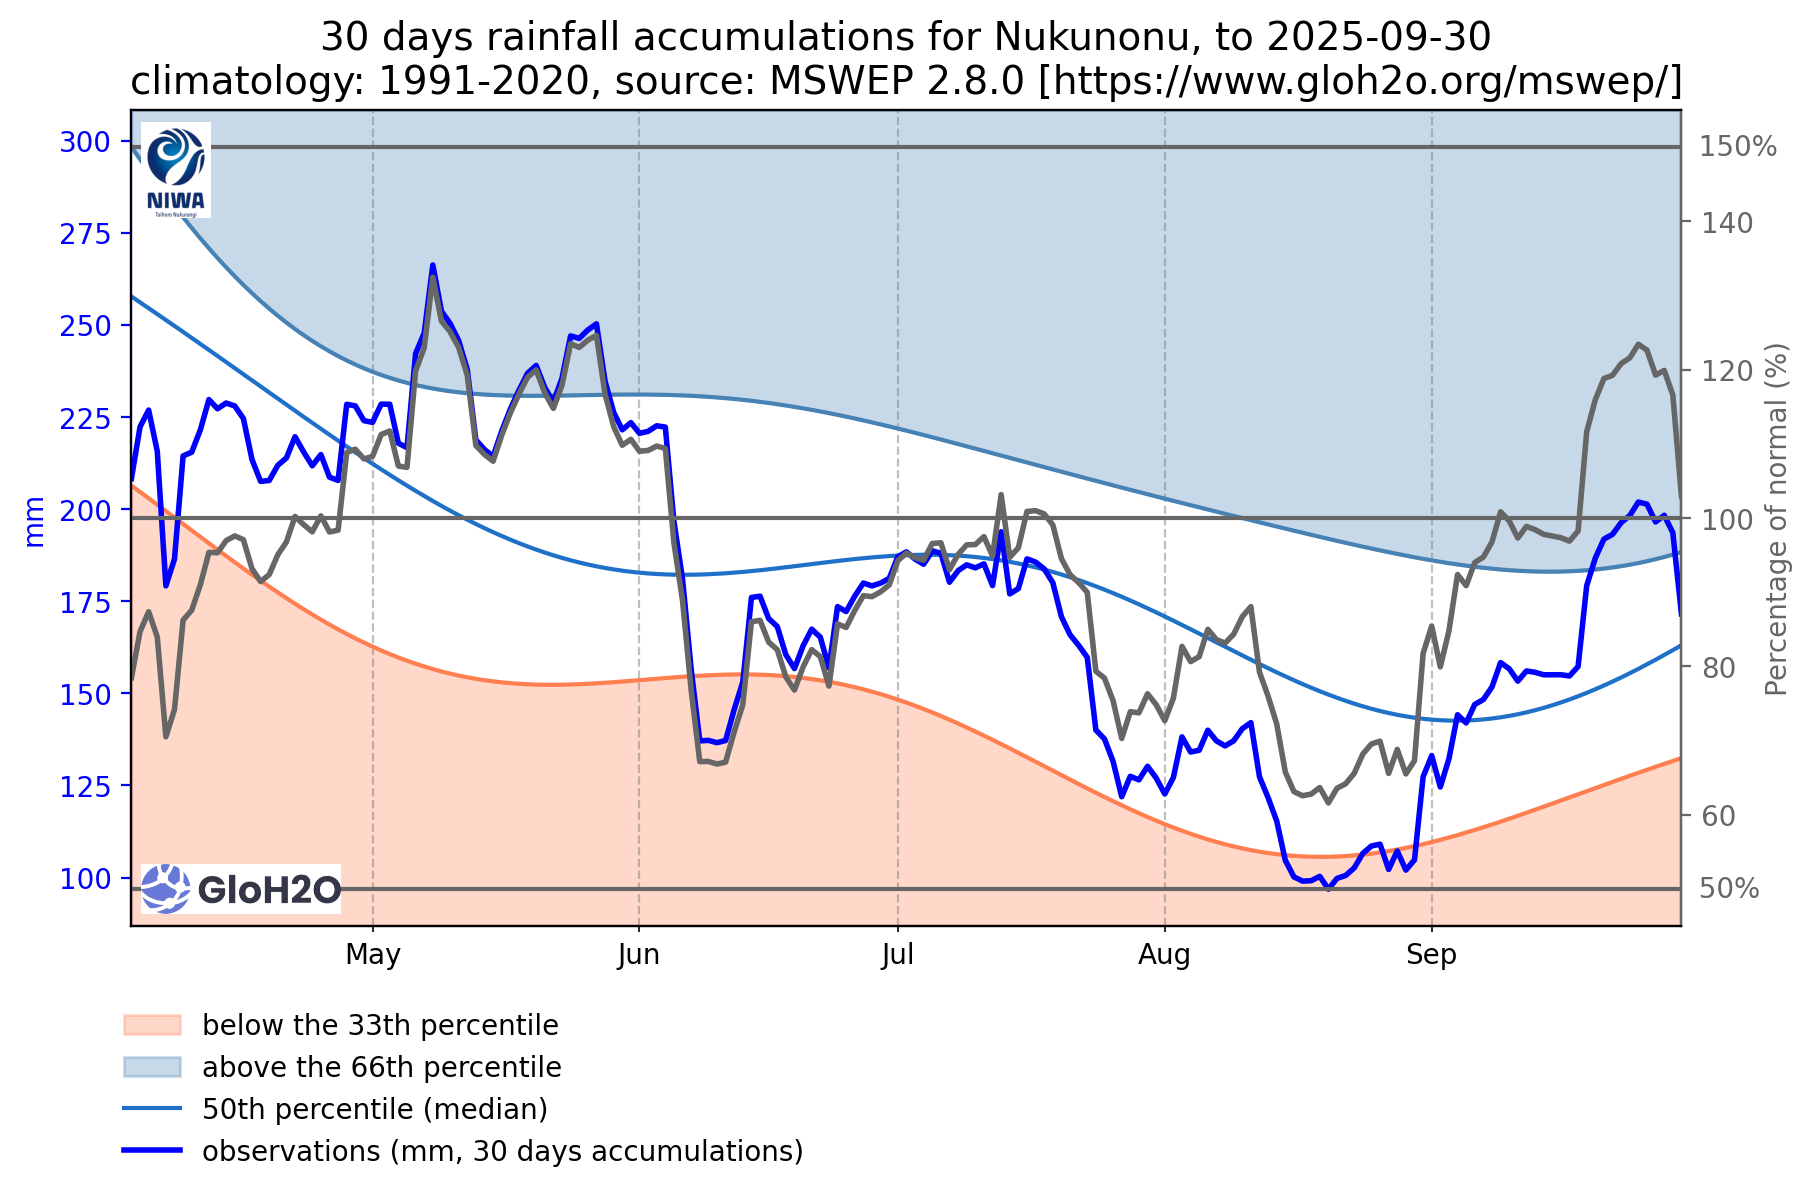 30 days rainfall accumulations for Nukunonu, to 2025-09-30
climatology: 1991-2020, source: MSWEP 2.8.0 [https://www.gloh2o.org/mswep/]
300
275
250
225
200
175
150
125
100
mm
NIWA
Taihoro Nukurangi
GloH2O
150%
140
120
100
80
60
50%
Percentage of normal (%)
May
Jun
Jul
Aug
Sep
below the 33th percentile
above the 66th percentile
50th percentile (median)
observations (mm, 30 days accumulations)